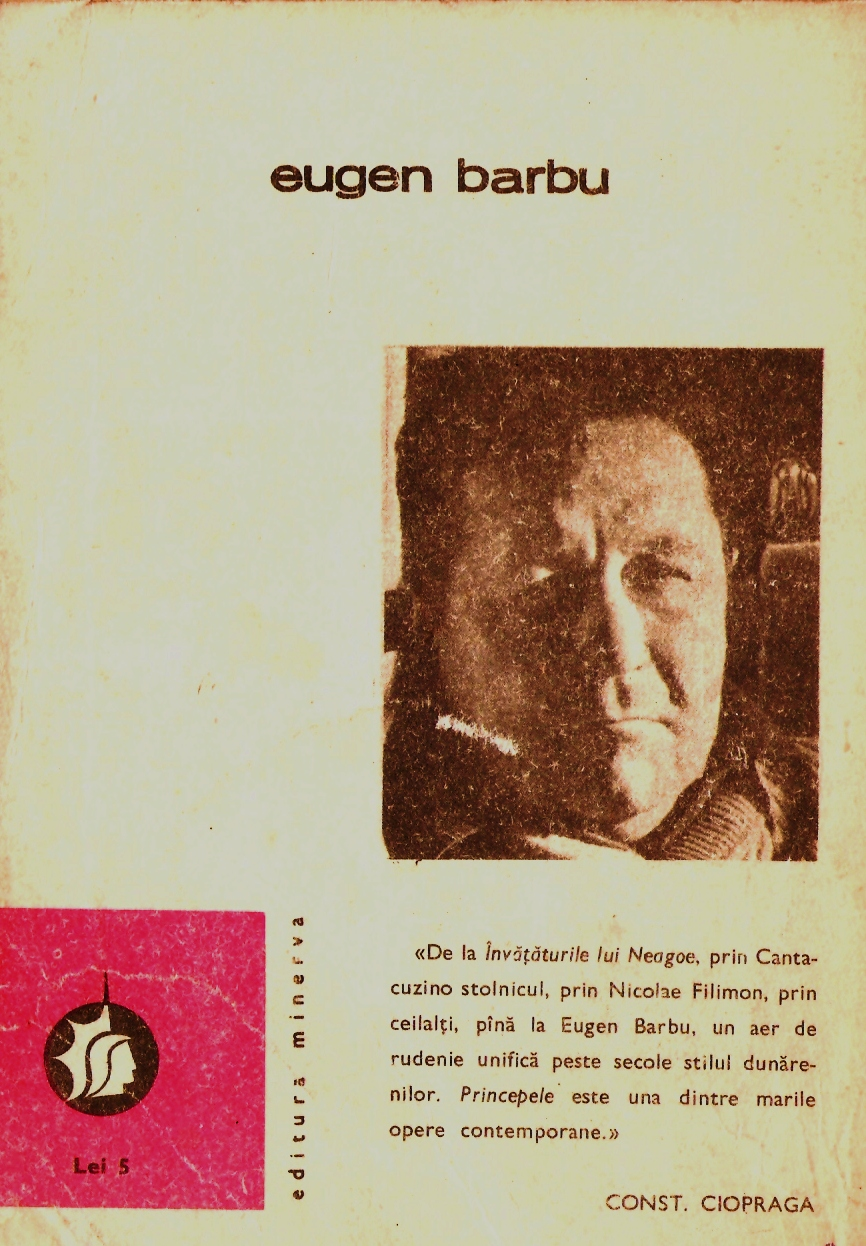 eugen barbu
«De la Învăţăturile lui Neagoe, prin Canta-
cuzino stolnicul, prin Nicolae Filimon, prin
ceilalţi, pînă la Eugen Barbu, un aer de
rudenie unifică peste secole stilul dunăre-
nilor. Princepele este una dintre marile
opere contemporane.»
CONST. CIOPRAGA
editura minerva
Lei 5